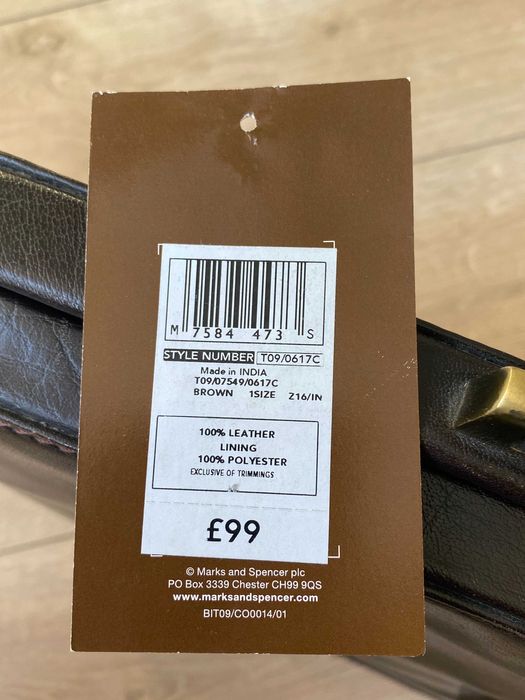 M 7584 473 S
STYLE NUMBER T09/0617C
Made in INDIA
T09/07549/0617C
BROWN 1SIZE Z16/IN
100% LEATHER
LINING
100% POLYESTER
EXCLUSIVE OF TRIMMINGS
£99
© Marks and Spencer plc
PO Box 3339 Chester CH99 9QS
www.marksandspencer.com
BIT09/CO0014/01